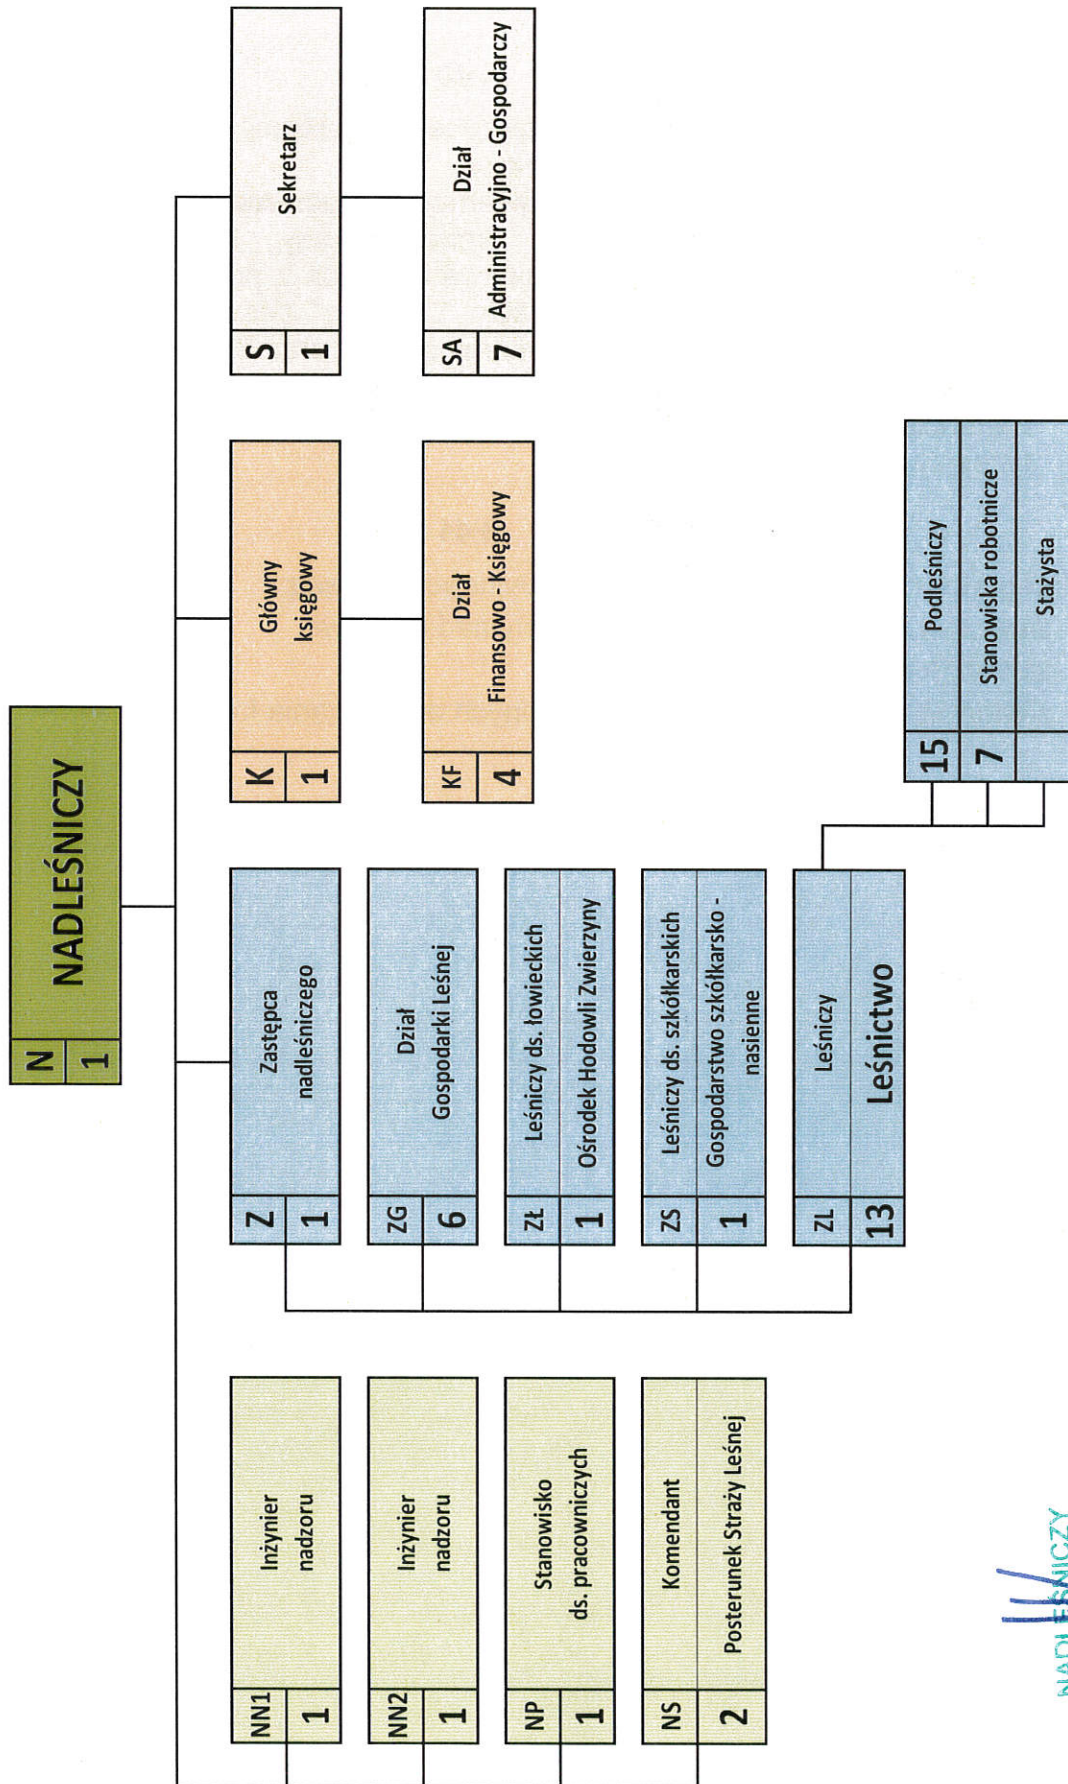 N
1
NADLEŚNICZY
NN1
1
Inżynier
nadzoru
NN2
1
Inżynier
nadzoru
NP
1
Stanowisko
ds. pracowniczych
NS
2
Komendant
Posterunek Straży Leśnej
Z
1
Zastępca
nadleśniczego
ZG
6
Dział
Gospodarki Leśnej
ZŁ
1
Leśniczy ds. łowieckich
Ośrodek Hodowli Zwierzyny
ZS
1
Leśniczy ds. szkółkarskich
Gospodarstwo szkółkarsko -
nasienne
ZL
13
Leśniczy
Leśnictwo
15
Podleśniczy
7
Stanowiska robotnicze
Stażysta
K
1
Główny
księgowy
KF
4
Dział
Finansowo - Księgowy
S
1
Sekretarz
SA
7
Dział
Administracyjno - Gospodarczy
NADLEŚNICZY